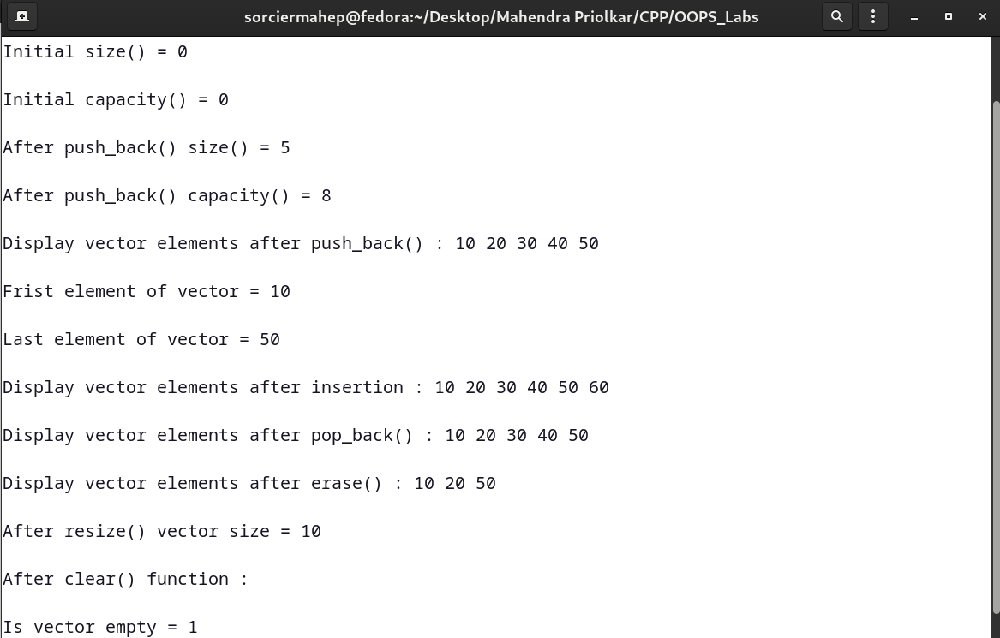 sorciermahep@fedora:~/Desktop/Mahendra Priolkar/CPP/OOPS_Labs
Initial size() = 0
Initial capacity() = 0
After push_back() size() = 5
After push_back() capacity() = 8
Display vector elements after push_back() : 10 20 30 40 50
Frist element of vector = 10
Last element of vector = 50
Display vector elements after insertion : 10 20 30 40 50 60
Display vector elements after pop_back() : 10 20 30 40 50
Display vector elements after erase() : 10 20 50
After resize() vector size = 10
After clear() function :
Is vector empty = 1